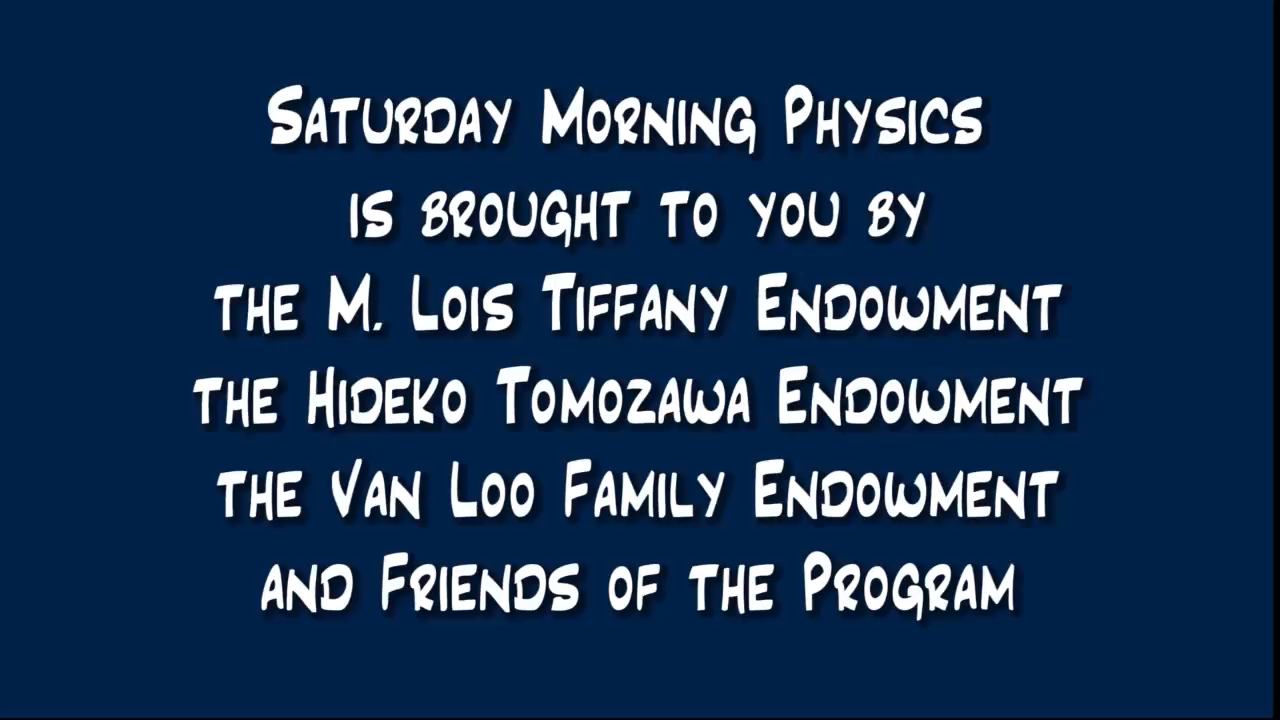 Saturday Morning Physics
is brought to you by
the M. Lois Tiffany Endowment
the Hideko Tomozawa Endowment
the Van Loo Family Endowment
and Friends of the Program